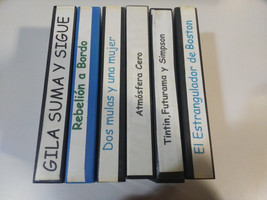 GILA SUMA Y SIGUE
Rebelión a Bordo
Dos mulas y una mujer
Atmósfera Cero
Tintin,Futurama y Simpson
El Estrangulador de Boston